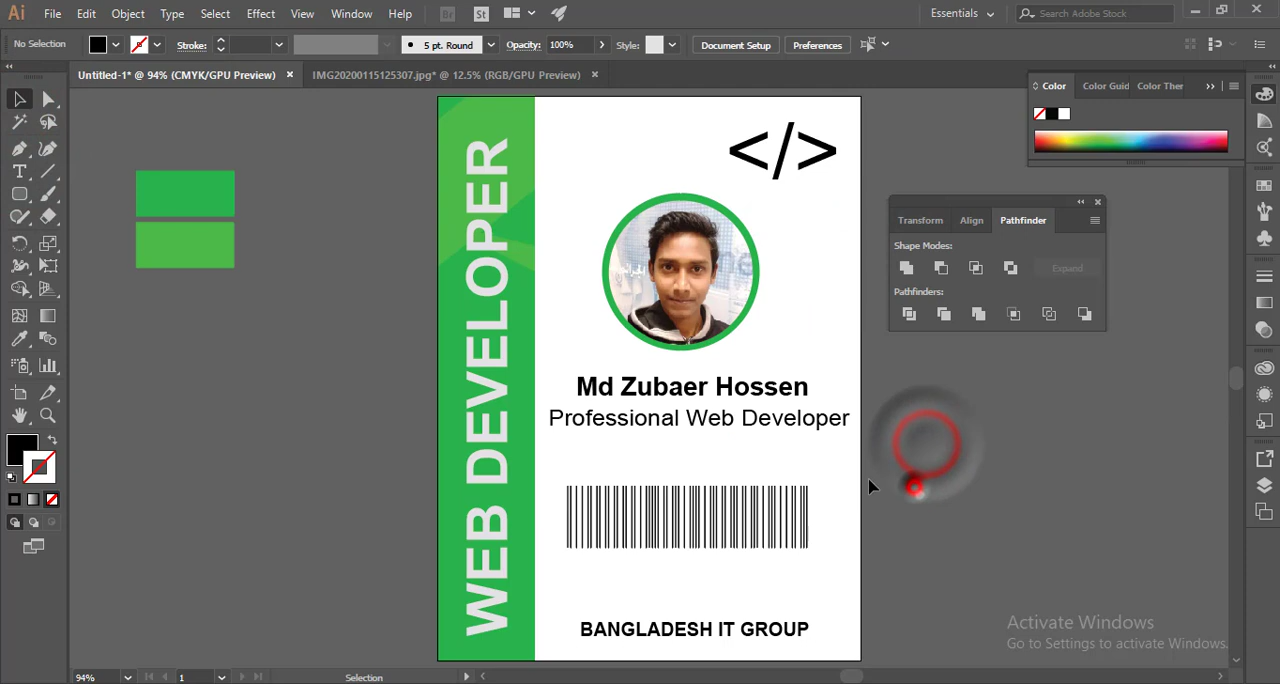 Ai File Edit Object Type Select Effect View Window Help Br St Essentials Search Adobe Stock
No Selection Stroke: 5 pt. Round Opacity: 100% Style: Document Setup Preferences
Untitled-1* @ 94% (CMYK/GPU Preview) × IMG20200115125307.jpg* @ 12.5% (RGB/GPU Preview) ×
Color Color Guid Color Ther
WEB DEVELOPER
</>
Transform Align Pathfinder
Shape Modes:
Expand
Pathfinders:
Md Zubaer Hossen
Professional Web Developer
BANGLADESH IT GROUP
Activate Windows
Go to Settings to activate Windows.
94% 1 Selection